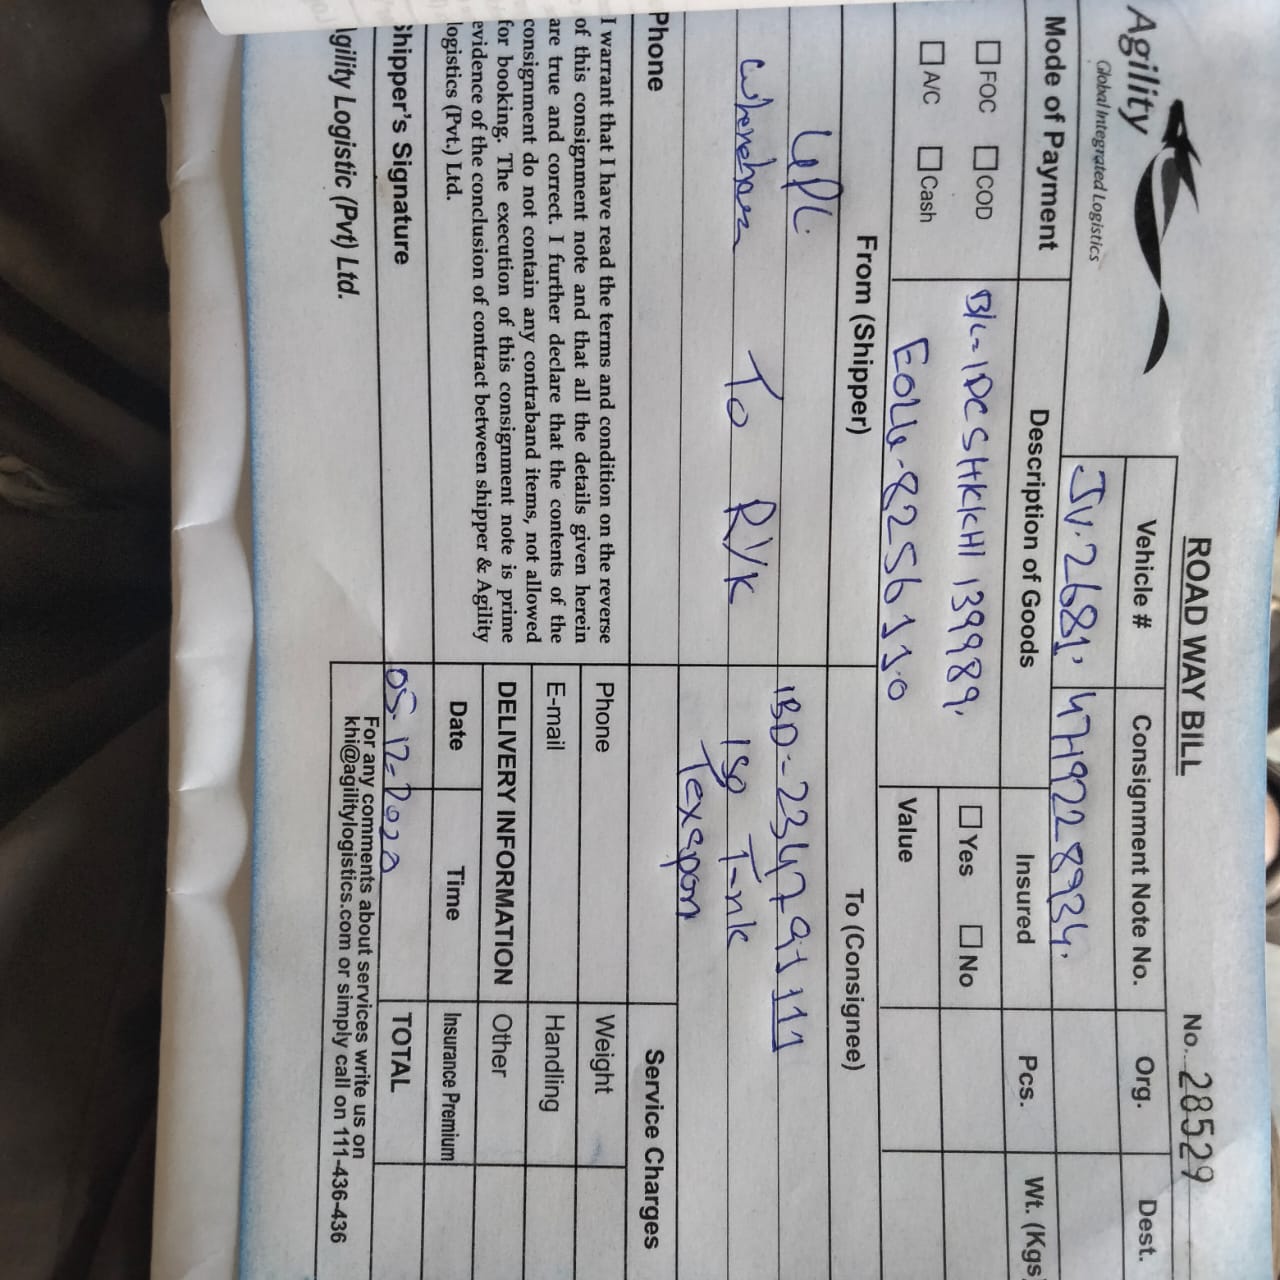 ROAD WAY BILL
No. 28529
Agility
Global Integrated Logistics
Vehicle # Consignment Note No. Org. Dest.
JV.2681. 4719228934.
Mode of Payment Description of Goods Insured Pcs. Wt. (Kgs
FOC COD B/L= IDCSHKKHI 139989. Yes No
A/C Cash EOLU-8256110 Value
From (Shipper) To (Consignee)
UPL IBD-2347951111
To RYK ISO Tank
Texapon
Phone Service Charges
I warrant that I have read the terms and condition on the reverse
of this consignment note and that all the details given herein
are true and correct. I further declare that the contents of the
consignment do not contain any contraband items, not allowed
for booking. The execution of this consignment note is prime
evidence of the conclusion of contract between shipper & Agility
logistics (Pvt.) Ltd.
Phone Weight
E-mail Handling
DELIVERY INFORMATION Other
Date Time Insurance Premium
Shipper's Signature 05-12-2020 TOTAL
Agility Logistic (Pvt) Ltd.
For any comments about services write us on
khi@agilitylogistics.com or simply call on 111-436-436